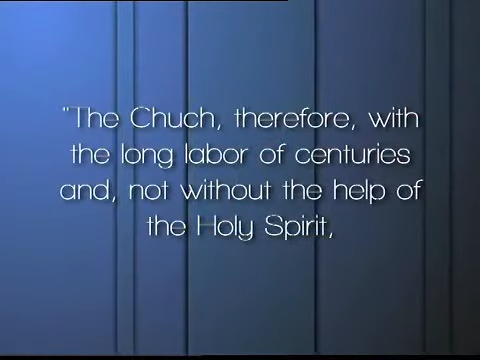 "The Chuch, therefore, with
the long labor of centuries
and, not without the help of
the Holy Spirit,